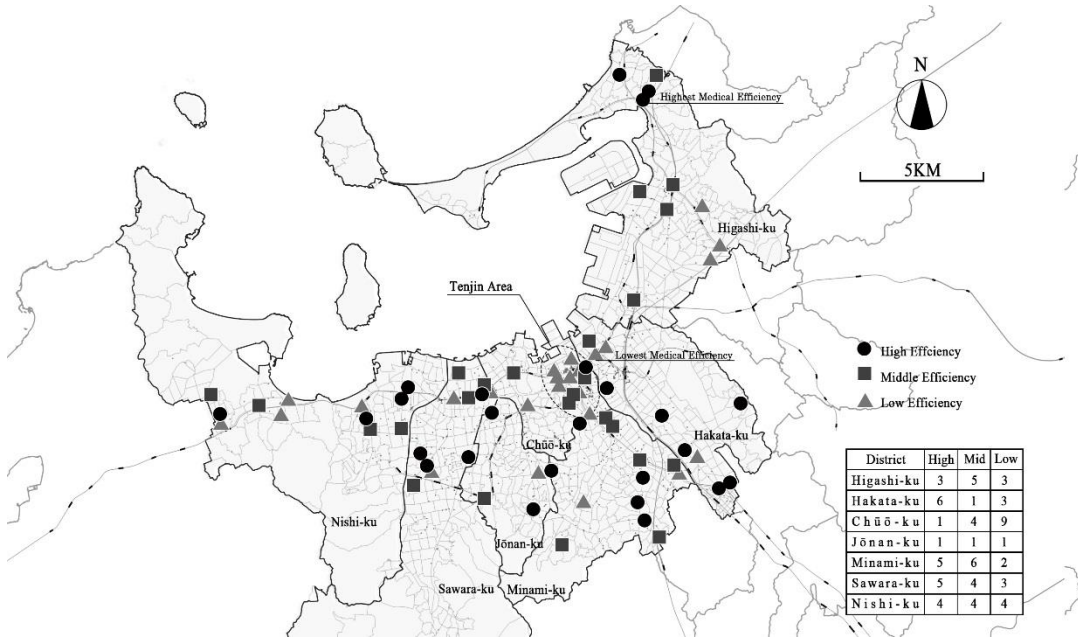 N
Highest Medical Efficiency
5KM
Higashi-ku
Tenjin Area
Lowest Medical Efficiency
High Effciency
Middle Efficiency
Low Efficiency
Hakata-ku
Chūō-ku
Nishi-ku
Jōnan-ku
Sawara-ku
Minami-ku
District High Mid Low
Higashi-ku 3 5 3
Hakata-ku 6 1 3
Chūō-ku 1 4 9
Jōnan-ku 1 1 1
Minami-ku 5 6 2
Sawara-ku 5 4 3
Nishi-ku 4 4 4